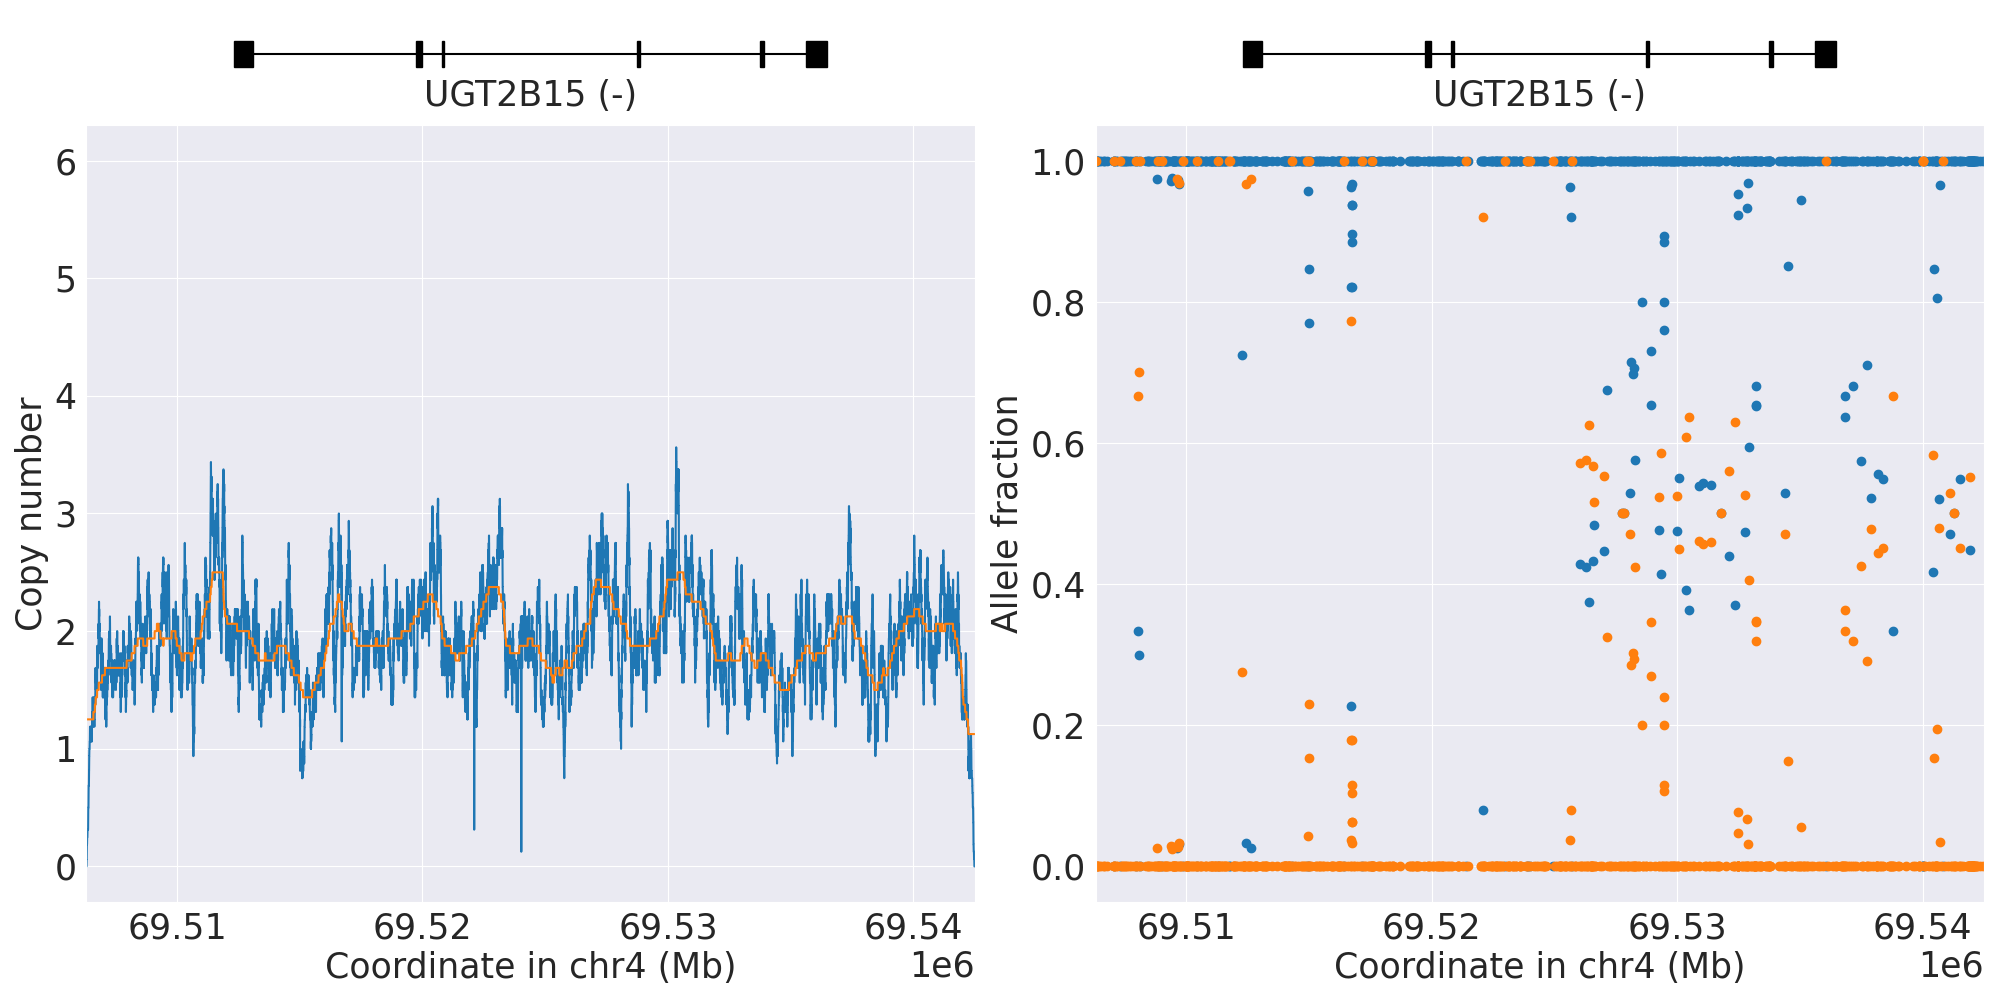 UGT2B15 (-)
6
5
4
3
2
1
0
Copy number
69.51 69.52 69.53 69.54
Coordinate in chr4 (Mb)
1e6
UGT2B15 (-)
1.0
0.8
0.6
0.4
0.2
0.0
Allele fraction
69.51 69.52 69.53 69.54
Coordinate in chr4 (Mb)
1e6